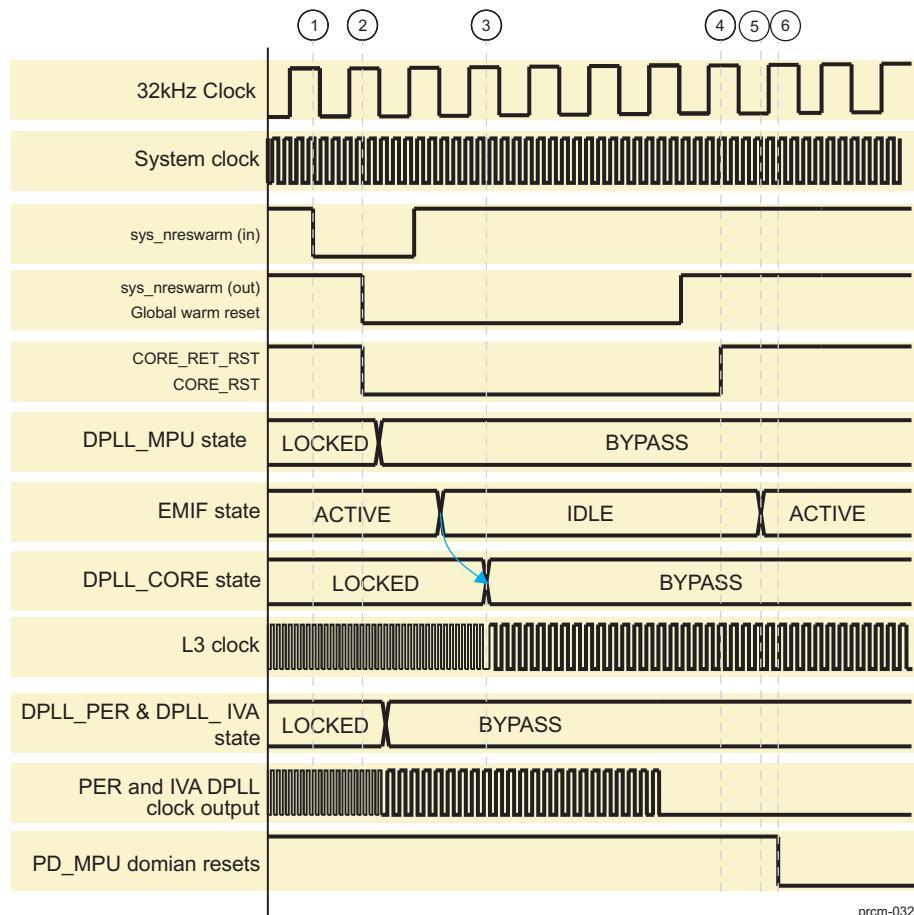 1 2 3 4 5 6
32kHz Clock
System clock
sys_nreswarm (in)
sys_nreswarm (out)
Global warm reset
CORE_RET_RST
CORE_RST
DPLL_MPU state
LOCKED BYPASS
EMIF state
ACTIVE IDLE ACTIVE
DPLL_CORE state
LOCKED BYPASS
L3 clock
DPLL_PER & DPLL_ IVA
state
LOCKED BYPASS
PER and IVA DPLL
clock output
PD_MPU domian resets
prcm-032